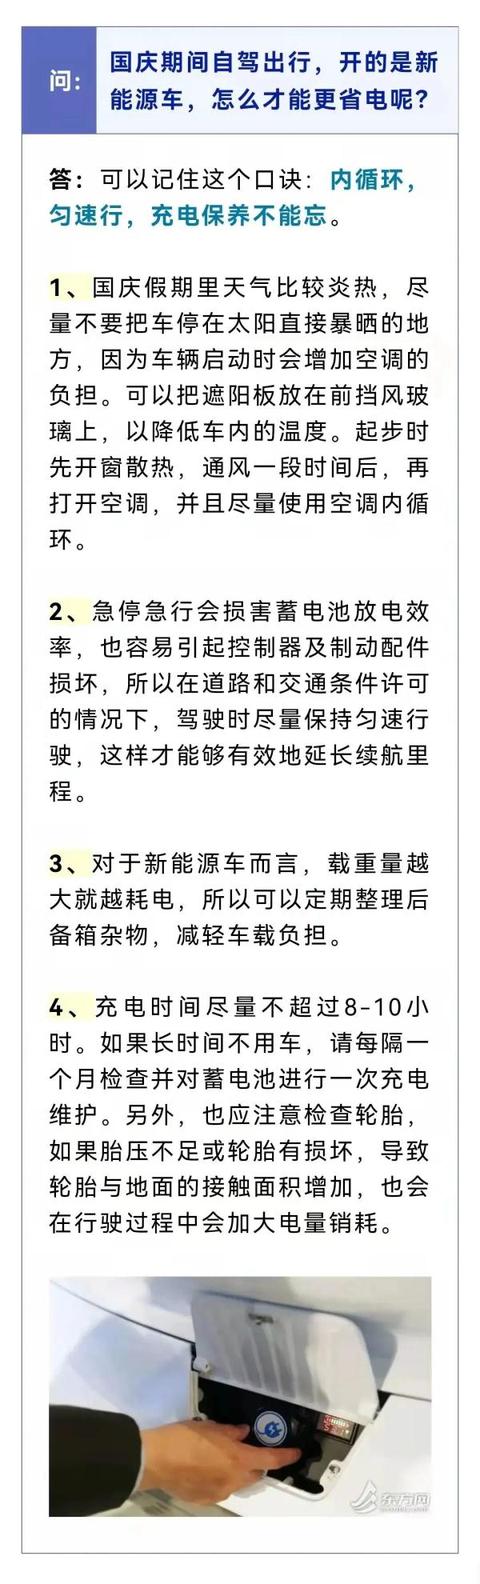 问:
国庆期间自驾出行，开的是新
能源车，怎么才能更省电呢？
答：可以记住这个口诀：内循环，
匀速行，充电保养不能忘。
1、国庆假期里天气比较炎热，尽
量不要把车停在太阳直接暴晒的地
方，因为车辆启动时会增加空调的
负担。可以把遮阳板放在前挡风玻
璃上，以降低车内的温度。起步时
先开窗散热，通风一段时间后，再
打开空调，并且尽量使用空调内循
环。
2、急停急行会损害蓄电池放电效
率，也容易引起控制器及制动配件
损坏，所以在道路和交通条件许可
的情况下，驾驶时尽量保持匀速行
驶，这样才能够有效地延长续航里
程。
3、对于新能源车而言，载重量越
大就越耗电，所以可以定期整理后
备箱杂物，减轻车载负担。
4、充电时间尽量不超过8-10小
时。如果长时间不用车，请每隔一
个月检查并对蓄电池进行一次充电
维护。另外，也应注意检查轮胎，
如果胎压不足或轮胎有损坏，导致
轮胎与地面的接触面积增加，也会
在行驶过程中会加大电量销耗。
东方网